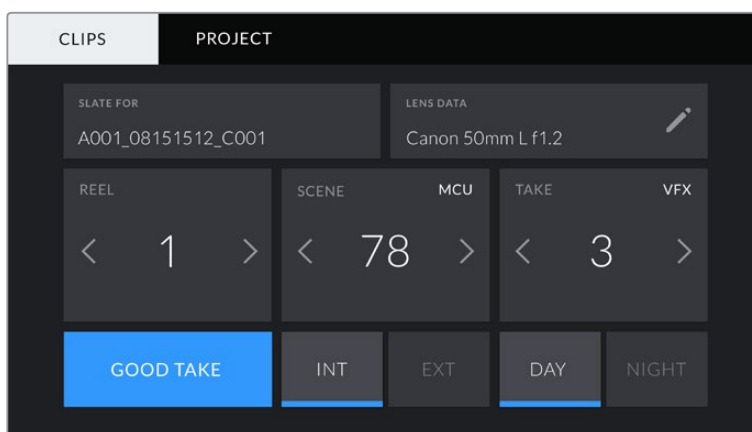 CLIPS PROJECT
SLATE FOR
A001_08151512_C001
LENS DATA
Canon 50mm L f1.2
REEL
1
SCENE MCU
78
TAKE VFX
3
GOOD TAKE
INT
EXT
DAY
NIGHT